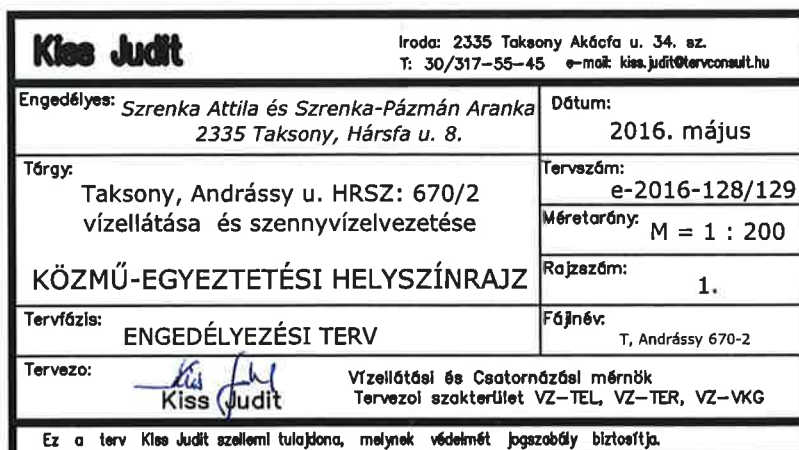 Kiss Judit
Iroda: 2335 Taksony Akácfa u. 34. sz.
T: 30/317-55-45 e-mail: kiss.judit@tervconsult.hu
Engedélyes: Szrenka Attila és Szrenka-Pázmán Aranka
2335 Taksony, Hársfa u. 8.
Dátum:
2016. május
Tárgy:
Taksony, Andrássy u. HRSZ: 670/2
vízellátása és szennyvízelvezetése
KÖZMŰ-EGYEZTETÉSI HELYSZÍNRAJZ
Tervszám:
e-2016-128/129
Méretarány:
M = 1 : 200
Rajzszám:
1.
Tervfázis:
ENGEDÉLYEZÉSI TERV
Fájlnév:
T, Andrássy 670-2
Tervezo:
Kiss Judit
Vízellátási és Csatornázási mérnök
Tervezoi szakterület VZ-TEL, VZ-TER, VZ-VKG
Ez a terv Kiss Judit szellemi tulajdona, melynek védelmét jogszabály biztosítja.